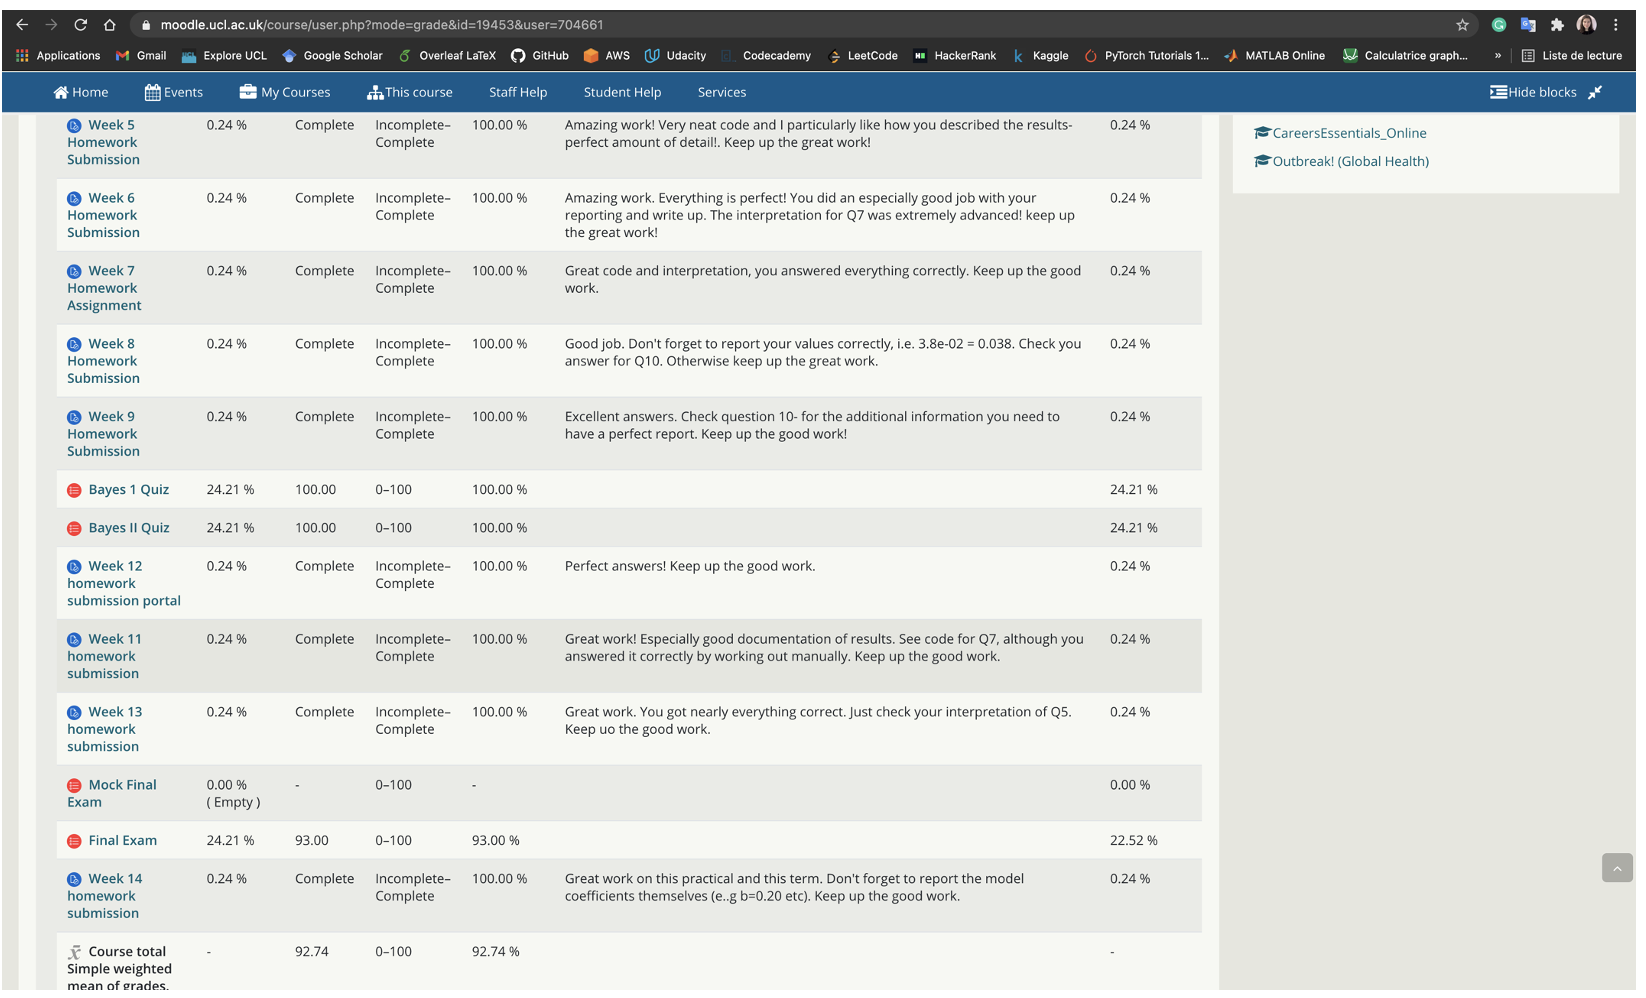 moodle.ucl.ac.uk/course/user.php?mode=grade&id=19453&user=704661
Applications Gmail Explore UCL Google Scholar Overleaf LaTeX GitHub AWS Udacity Codecademy LeetCode HackerRank Kaggle PyTorch Tutorials 1... MATLAB Online Calculatrice graph... » Liste de lecture
Home Events My Courses This course Staff Help Student Help Services Hide blocks
Week 5 0.24 % Complete Incomplete– 100.00 % Amazing work! Very neat code and I particularly like how you described the results- 0.24 %
Homework Complete perfect amount of detail!. Keep up the great work!
Submission
CareersEssentials_Online
Outbreak! (Global Health)
Week 6 0.24 % Complete Incomplete– 100.00 % Amazing work. Everything is perfect! You did an especially good job with your 0.24 %
Homework Complete reporting and write up. The interpretation for Q7 was extremely advanced! keep up
Submission the great work!
Week 7 0.24 % Complete Incomplete– 100.00 % Great code and interpretation, you answered everything correctly. Keep up the good 0.24 %
Homework Complete work.
Assignment
Week 8 0.24 % Complete Incomplete– 100.00 % Good job. Don't forget to report your values correctly, i.e. 3.8e-02 = 0.038. Check you 0.24 %
Homework Complete answer for Q10. Otherwise keep up the great work.
Submission
Week 9 0.24 % Complete Incomplete– 100.00 % Excellent answers. Check question 10- for the additional information you need to 0.24 %
Homework Complete have a perfect report. Keep up the good work!
Submission
Bayes 1 Quiz 24.21 % 100.00 0–100 100.00 % 24.21 %
Bayes II Quiz 24.21 % 100.00 0–100 100.00 % 24.21 %
Week 12 0.24 % Complete Incomplete– 100.00 % Perfect answers! Keep up the good work. 0.24 %
homework Complete
submission portal
Week 11 0.24 % Complete Incomplete– 100.00 % Great work! Especially good documentation of results. See code for Q7, although you 0.24 %
homework Complete answered it correctly by working out manually. Keep up the good work.
submission
Week 13 0.24 % Complete Incomplete– 100.00 % Great work. You got nearly everything correct. Just check your interpretation of Q5. 0.24 %
homework Complete Keep uo the good work.
submission
Mock Final 0.00 % - 0–100 - 0.00 %
Exam ( Empty )
Final Exam 24.21 % 93.00 0–100 93.00 % 22.52 %
Week 14 0.24 % Complete Incomplete– 100.00 % Great work on this practical and this term. Don't forget to report the model 0.24 %
homework Complete coefficients themselves (e..g b=0.20 etc). Keep up the good work.
submission
Course total - 92.74 0–100 92.74 % -
Simple weighted
mean of grades.